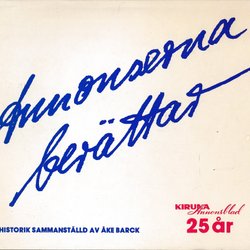 Annonserna
berättar
HISTORIK SAMMANSTÄLLD AV ÅKE BARCK
KIRUNA
Annonsblad
25 år